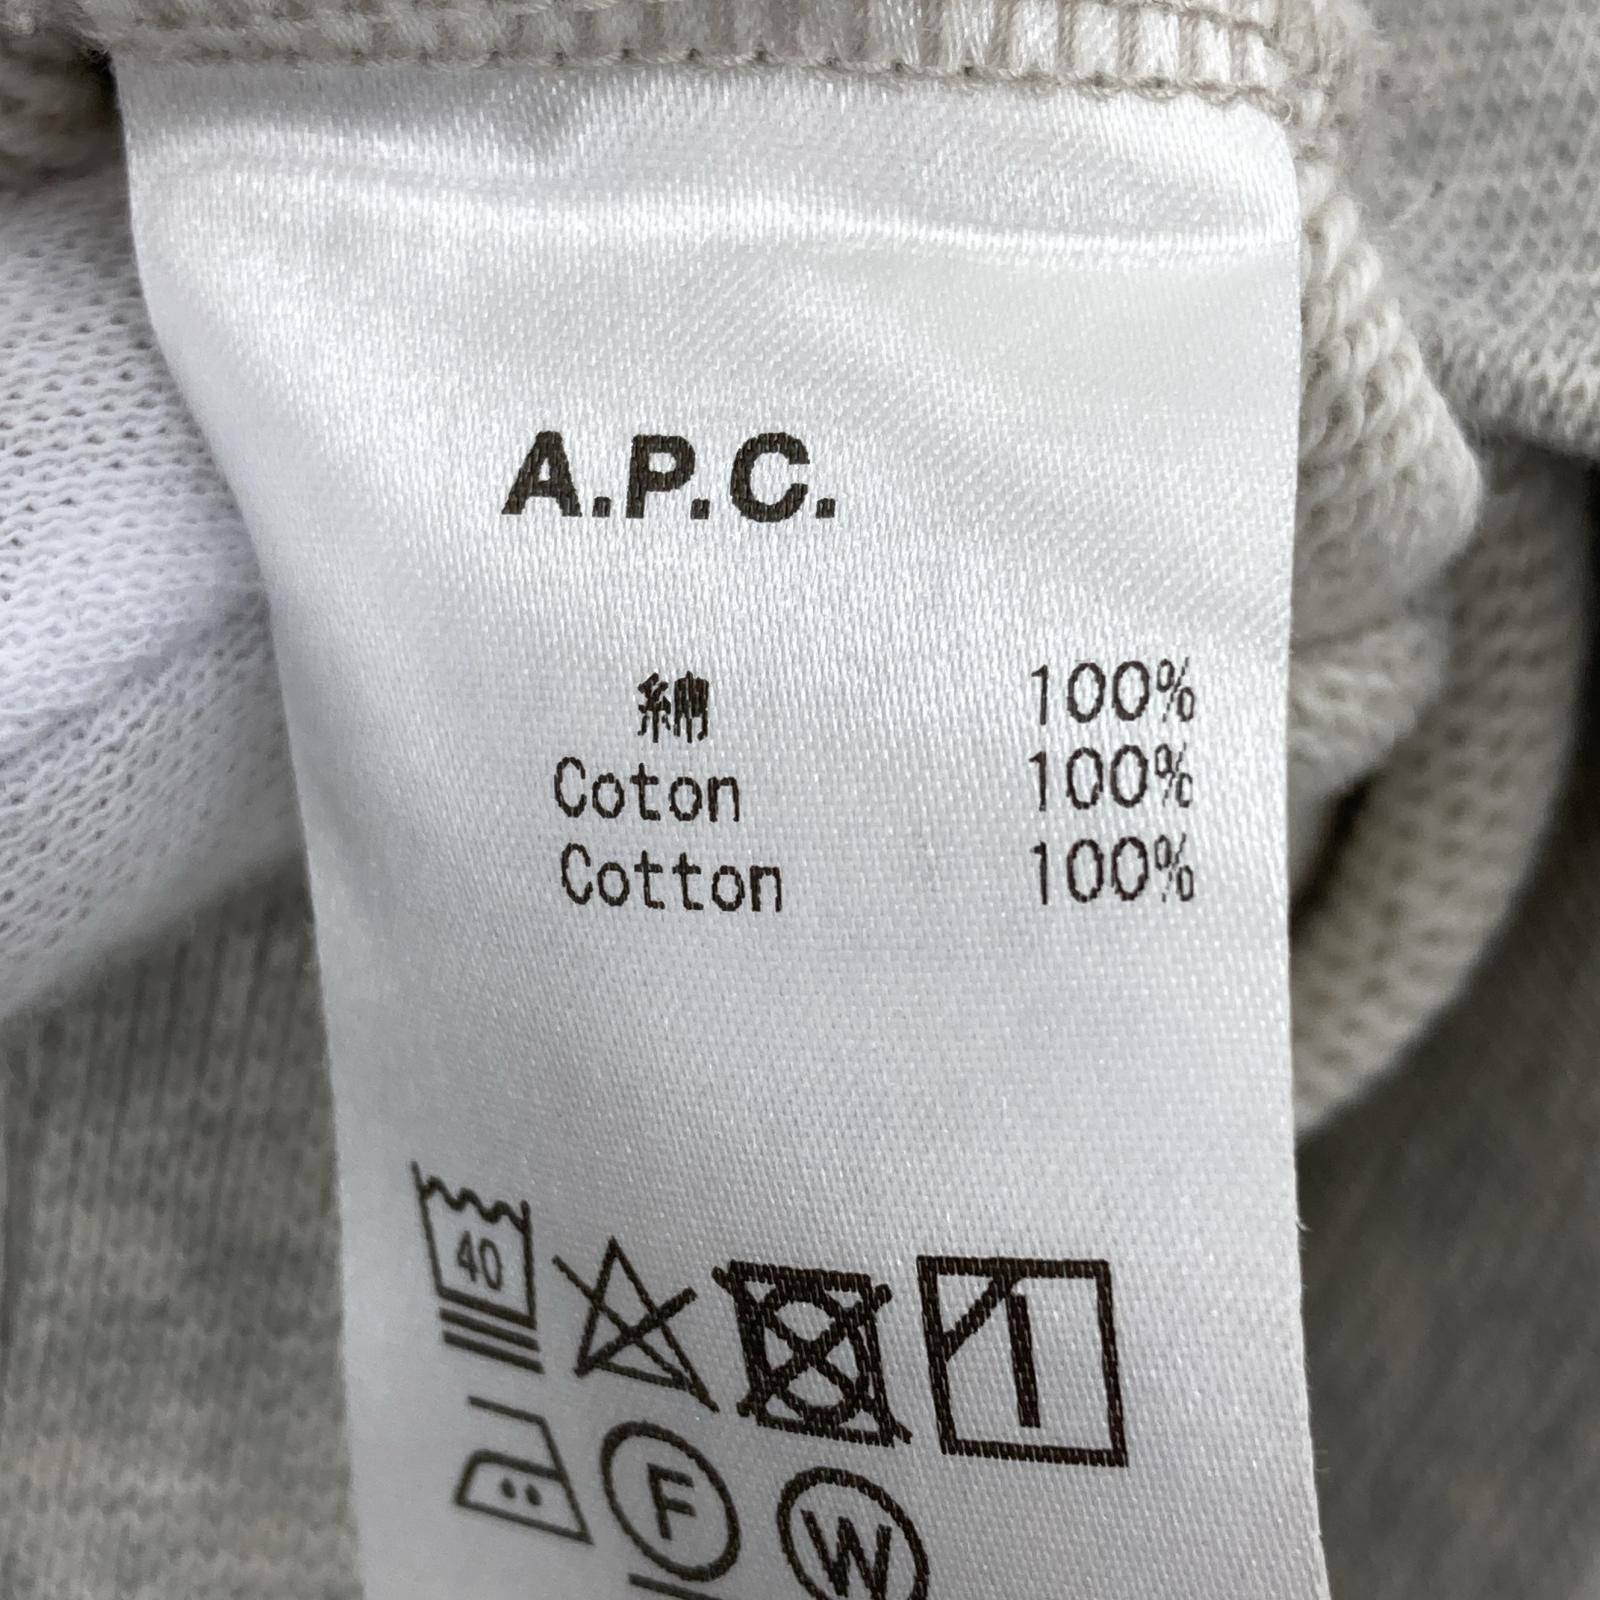 A.P.C.
綿 100%
Coton 100%
Cotton 100%
40
F
W